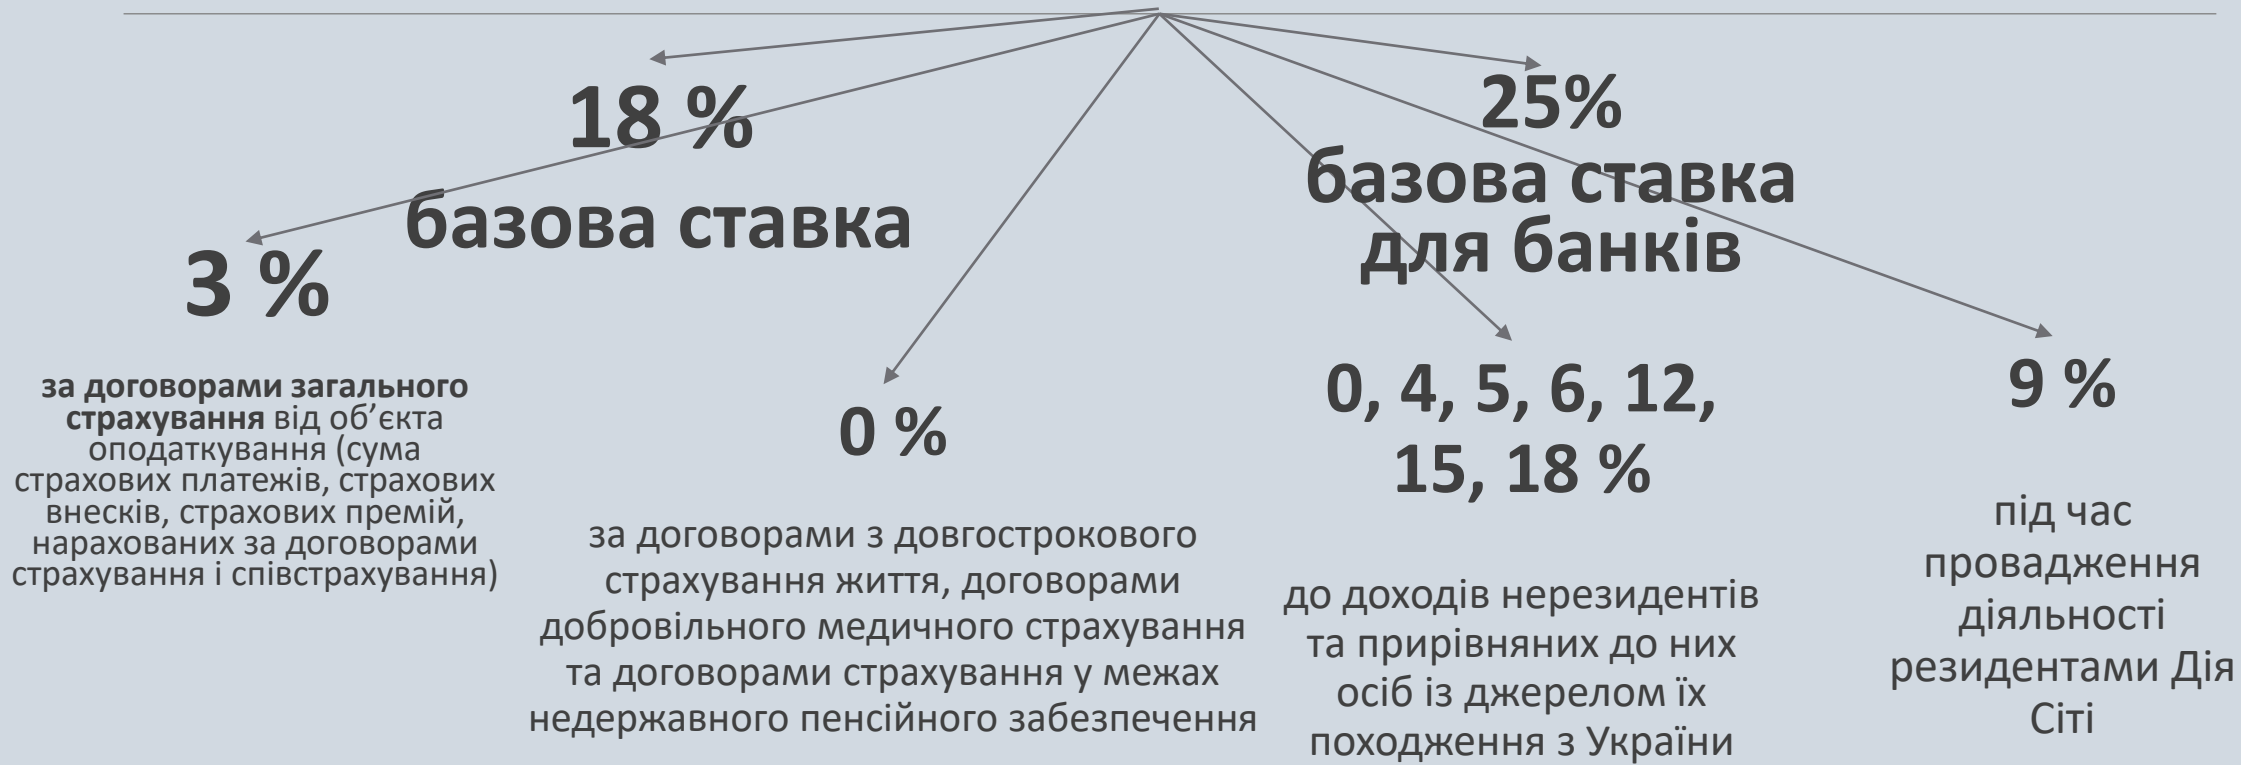 18 %
базова ставка
25%
базова ставка
для банків
3 %
за договорами загального
страхування від об’єкта
оподаткування (сума
страхових платежів, страхових
внесків, страхових премій,
нарахованих за договорами
страхування і співстрахування)
0 %
за договорами з довгострокового
страхування життя, договорами
добровільного медичного страхування
та договорами страхування у межах
недержавного пенсійного забезпечення
0, 4, 5, 6, 12,
15, 18 %
до доходів нерезидентів
та прирівняних до них
осіб із джерелом їх
походження з України
9 %
під час
провадження
діяльності
резидентами Дія
Сіті